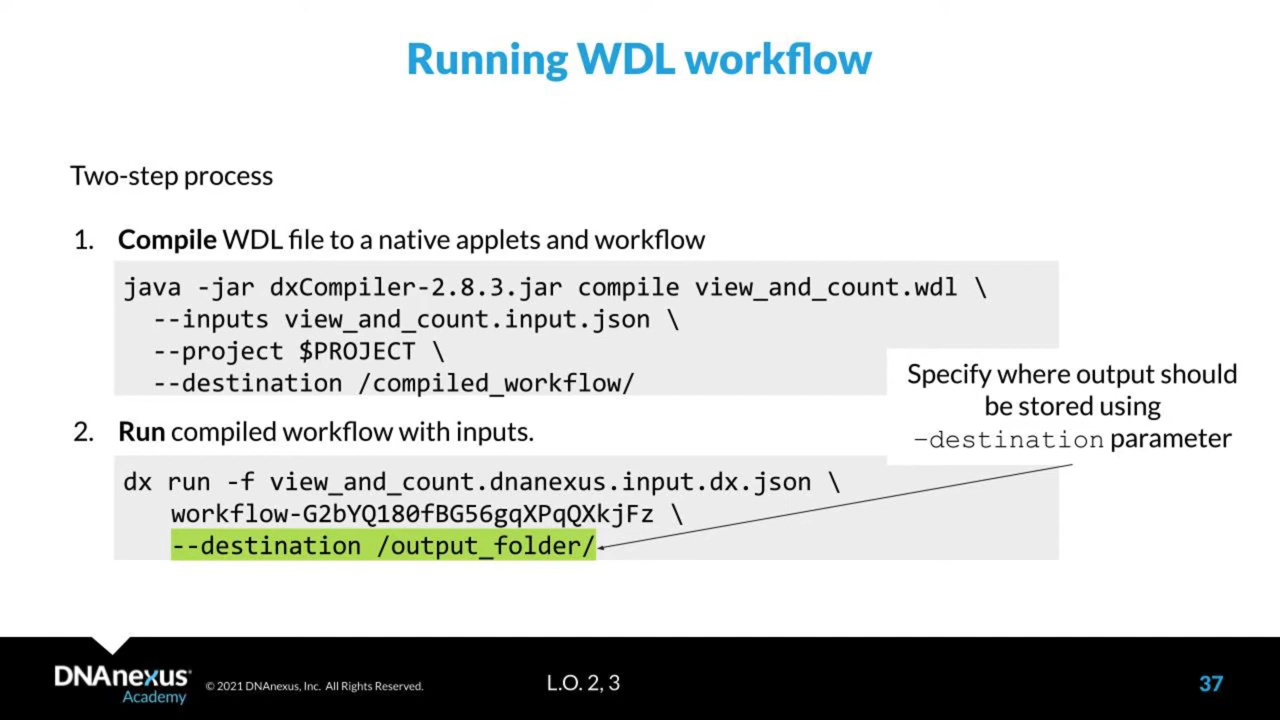 Running WDL workflow
Two-step process
1. Compile WDL file to a native applets and workflow
java -jar dxCompiler-2.8.3.jar compile view_and_count.wdl \
--inputs view_and_count.input.json \
--project $PROJECT \
--destination /compiled_workflow/
Specify where output should
be stored using
–destination parameter
2. Run compiled workflow with inputs.
dx run -f view_and_count.dnanexus.input.dx.json \
workflow-G2bYQ180fBG56gqXPqQXkjFz \
--destination /output_folder/
DNAnexus
Academy
© 2021 DNAnexus, Inc. All Rights Reserved.
L.O. 2, 3
37